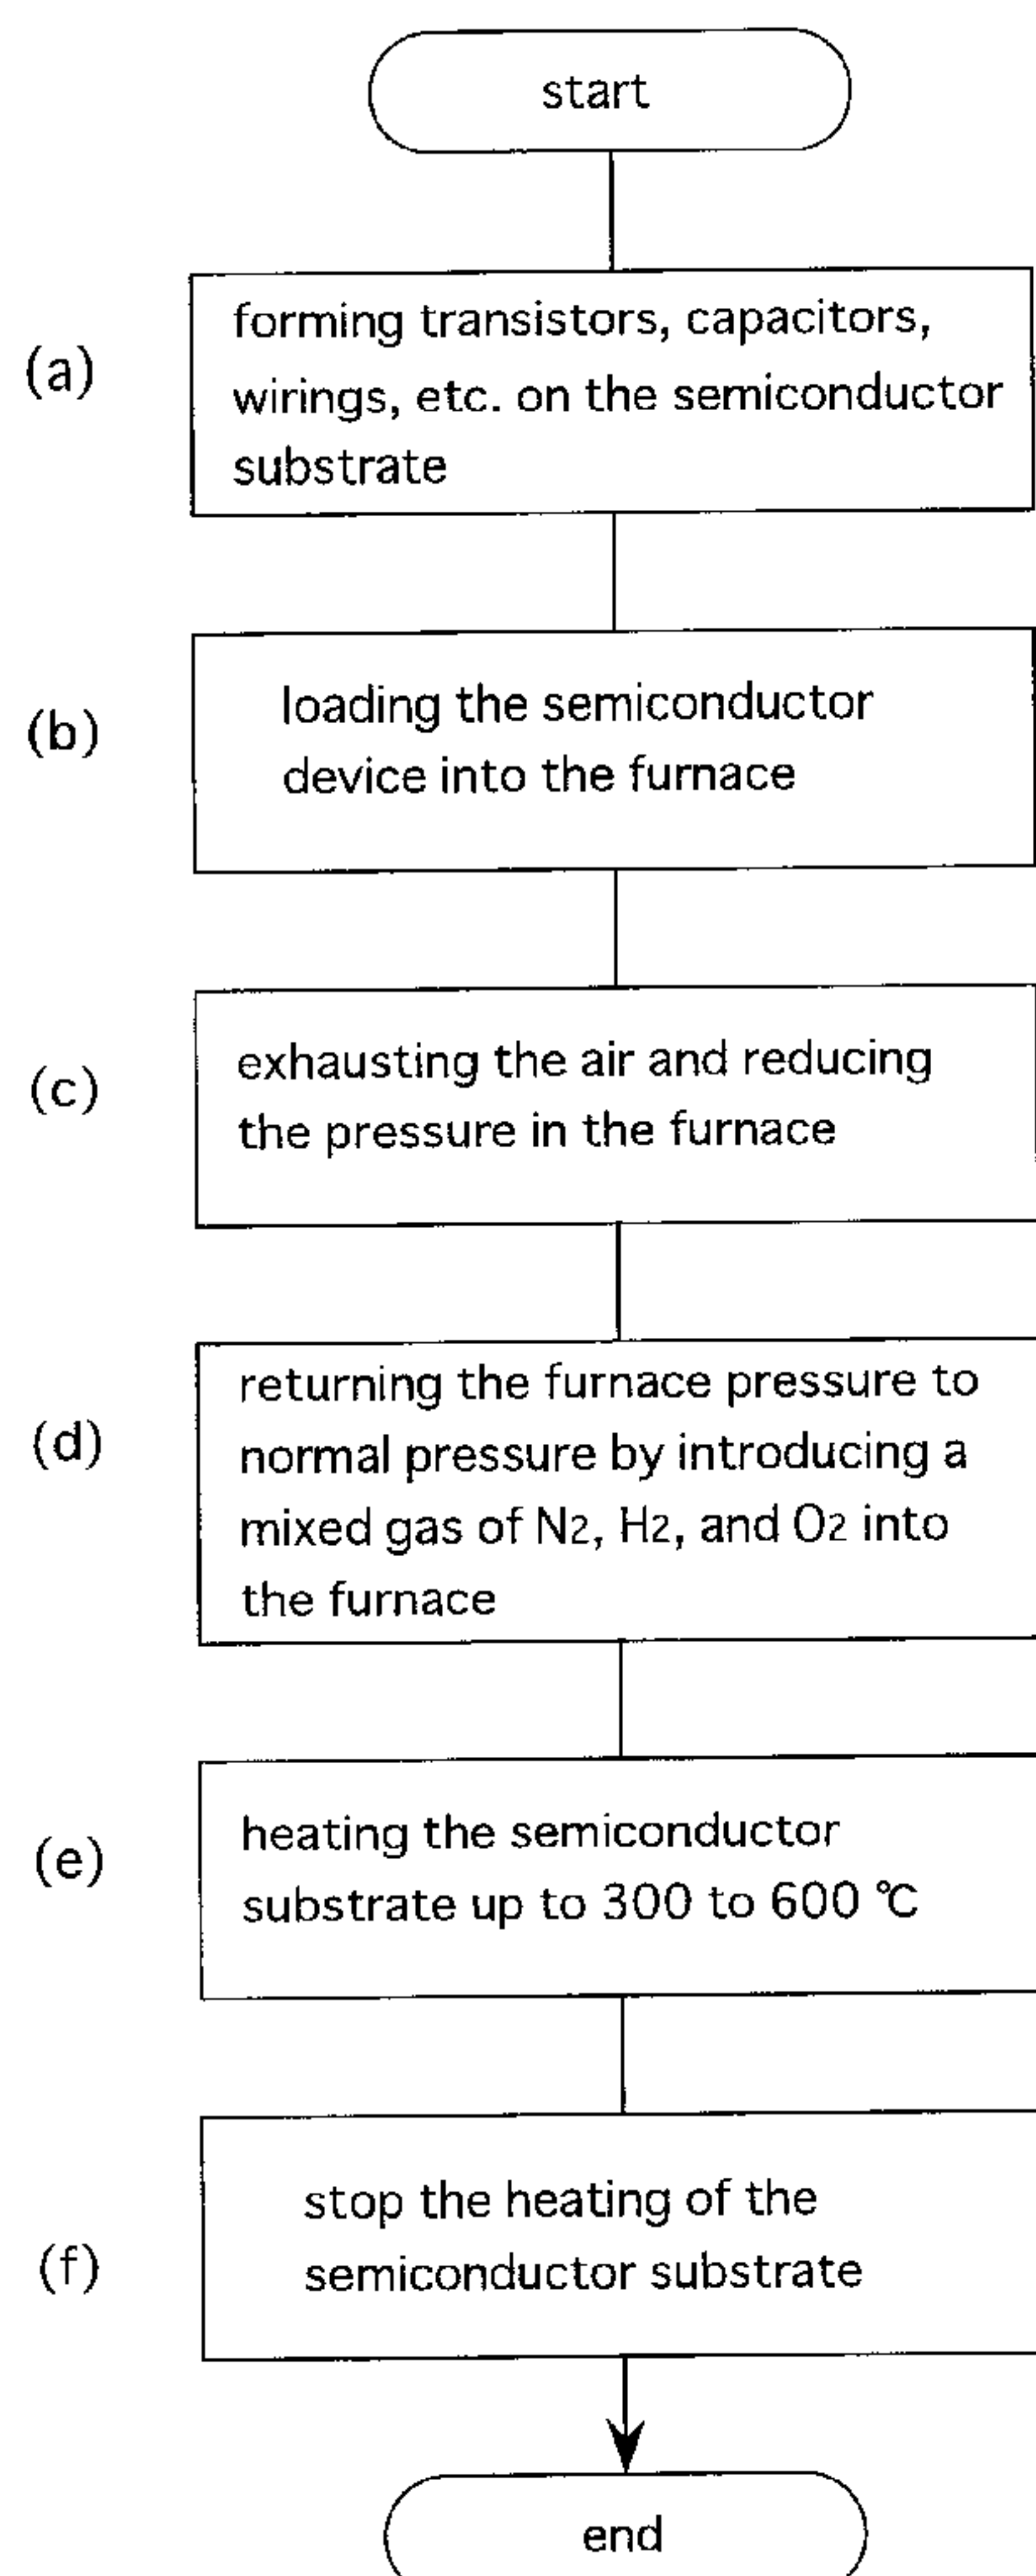 start
(a)
forming transistors, capacitors,
wirings, etc. on the semiconductor
substrate
(b)
loading the semiconductor
device into the furnace
(c)
exhausting the air and reducing
the pressure in the furnace
(d)
returning the furnace pressure to
normal pressure by introducing a
mixed gas of N2, H2, and O2 into
the furnace
(e)
heating the semiconductor
substrate up to 300 to 600 ℃
(f)
stop the heating of the
semiconductor substrate
end